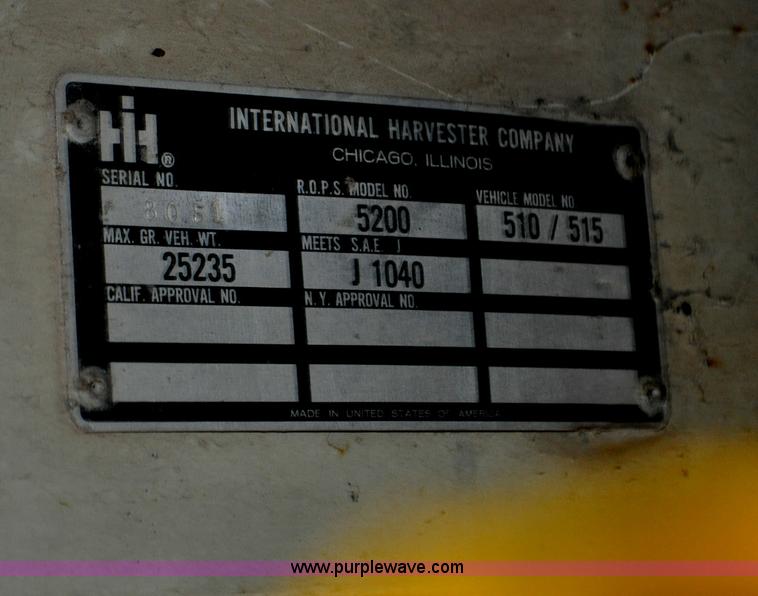 IH ®
INTERNATIONAL HARVESTER COMPANY
CHICAGO, ILLINOIS
SERIAL NO. R.O.P.S. MODEL NO. VEHICLE MODEL NO
5200 510 / 515
MAX. GR. VEH. WT. MEETS S.A.E. J
25235 J 1040
CALIF. APPROVAL NO. N.Y. APPROVAL NO.
MADE IN UNITED STATES OF AMERICA
www.purplewave.com